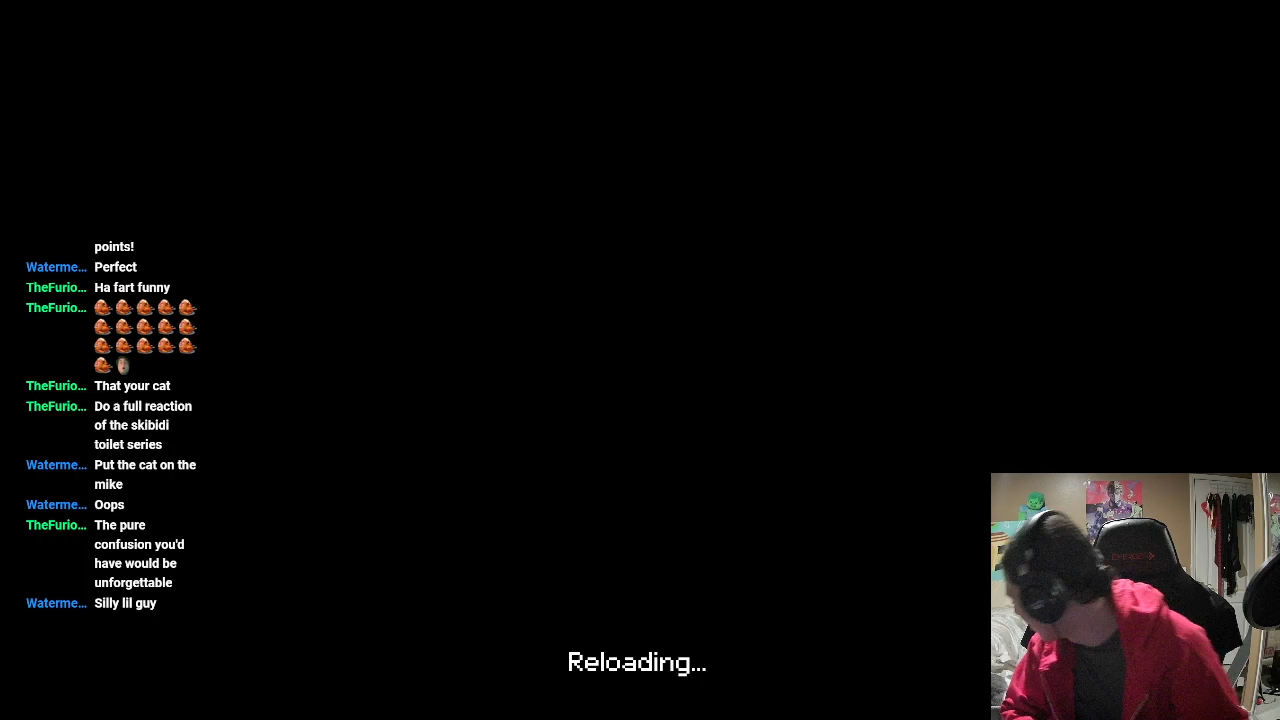 points!
Waterme... Perfect
TheFurio... Ha fart funny
TheFurio...
TheFurio... That your cat
TheFurio... Do a full reaction
of the skibidi
toilet series
Waterme... Put the cat on the
mike
Waterme... Oops
TheFurio... The pure
confusion you'd
have would be
unforgettable
Waterme... Silly lil guy
Reloading...